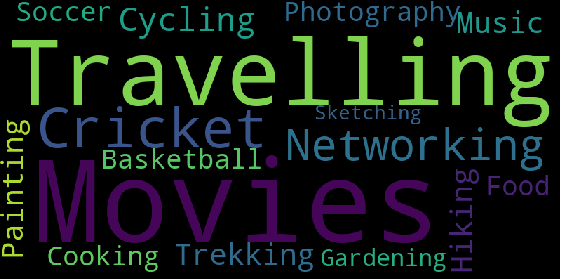 Soccer
Cycling
Photography
Music
Travelling
Cricket
Sketching
Networking
Painting
Basketball
Movies
Hiking
Food
Cooking
Trekking
Gardening